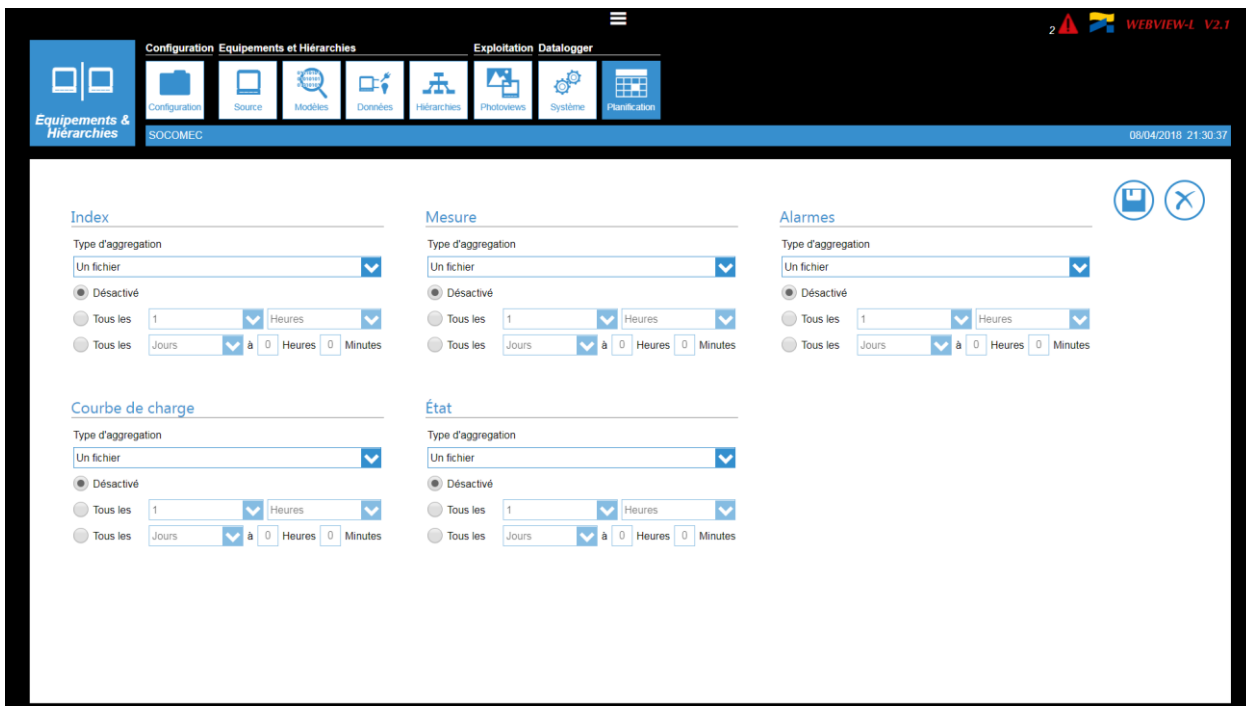 2 WEBVIEW-L V2.1
Configuration Equipements et Hiérarchies Exploitation Datalogger
Configuration Source Modèles Données Hiérarchies Photoviews Système Planification
Équipements &
Hiérarchies
SOCOMEC 08/04/2018 21:30:37
Index Mesure Alarmes
Type d'aggregation Type d'aggregation Type d'aggregation
Un fichier Un fichier Un fichier
Désactivé Désactivé Désactivé
Tous les 1 Heures Tous les 1 Heures Tous les 1 Heures
Tous les Jours à 0 Heures 0 Minutes Tous les Jours à 0 Heures 0 Minutes Tous les Jours à 0 Heures 0 Minutes
Courbe de charge État
Type d'aggregation Type d'aggregation
Un fichier Un fichier
Désactivé Désactivé
Tous les 1 Heures Tous les 1 Heures
Tous les Jours à 0 Heures 0 Minutes Tous les Jours à 0 Heures 0 Minutes